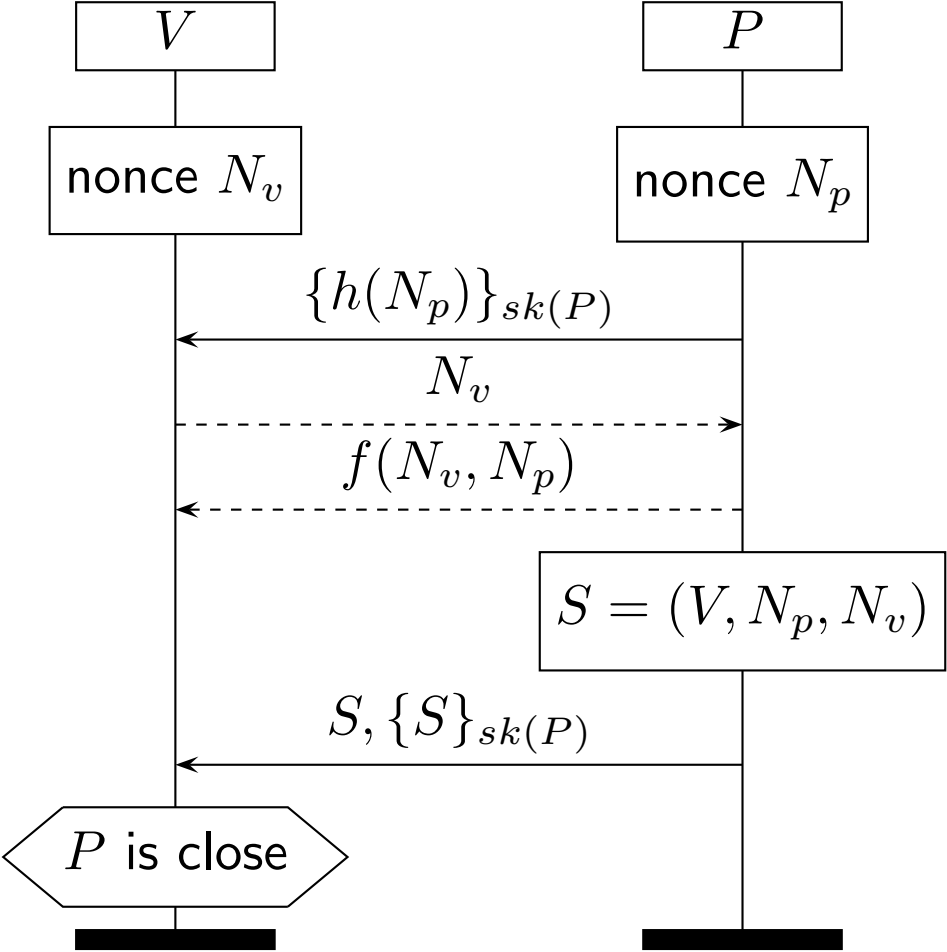 V P
nonce N_v nonce N_p
{h(N_p)}_{sk(P)}
N_v
f(N_v, N_p)
S = (V, N_p, N_v)
S, {S}_{sk(P)}
P is close